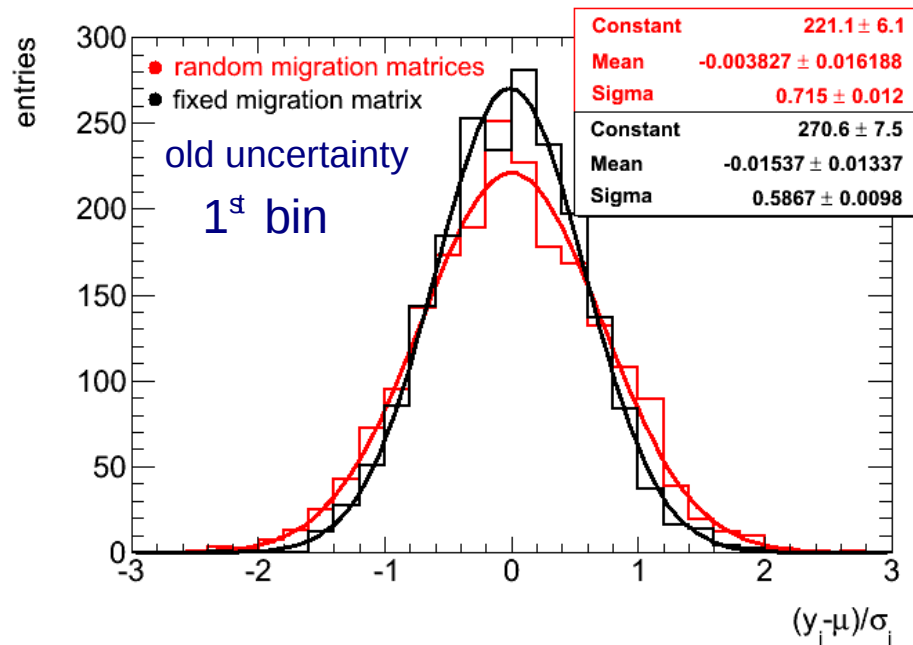 Constant 221.1 ± 6.1
Mean -0.003827 ± 0.016188
Sigma 0.715 ± 0.012
Constant 270.6 ± 7.5
Mean -0.01537 ± 0.01337
Sigma 0.5867 ± 0.0098
entries
300
250
200
150
100
50
0
random migration matrices
fixed migration matrix
old uncertainty
1st bin
-3 -2 -1 0 1 2 3
(yi-μ)/σi